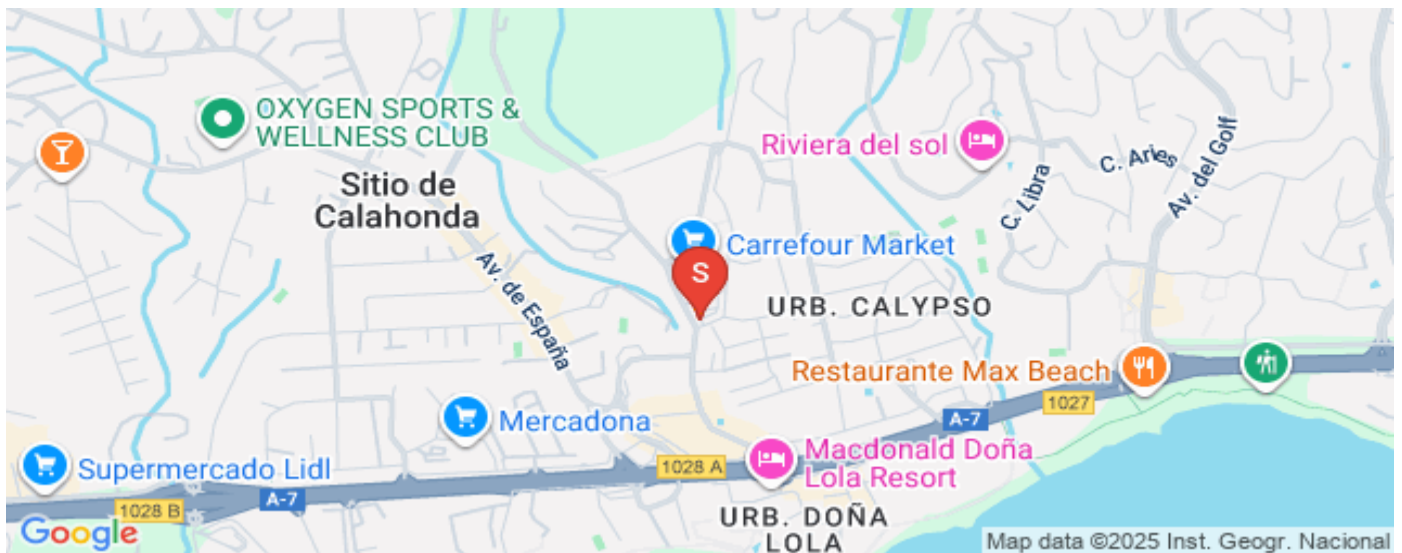 OXYGEN SPORTS &
WELLNESS CLUB
Riviera del sol
C. Aries
Av. del Golf
C. Libra
Sitio de
Calahonda
Carrefour Market
S
Av. de España
URB. CALYPSO
Restaurante Max Beach
1027
A-7
Mercadona
Macdonald Doña
Lola Resort
1028 A
Supermercado Lidl
A-7
1028 B
URB. DOÑA
LOLA
Google
Map data ©2025 Inst. Geogr. Nacional